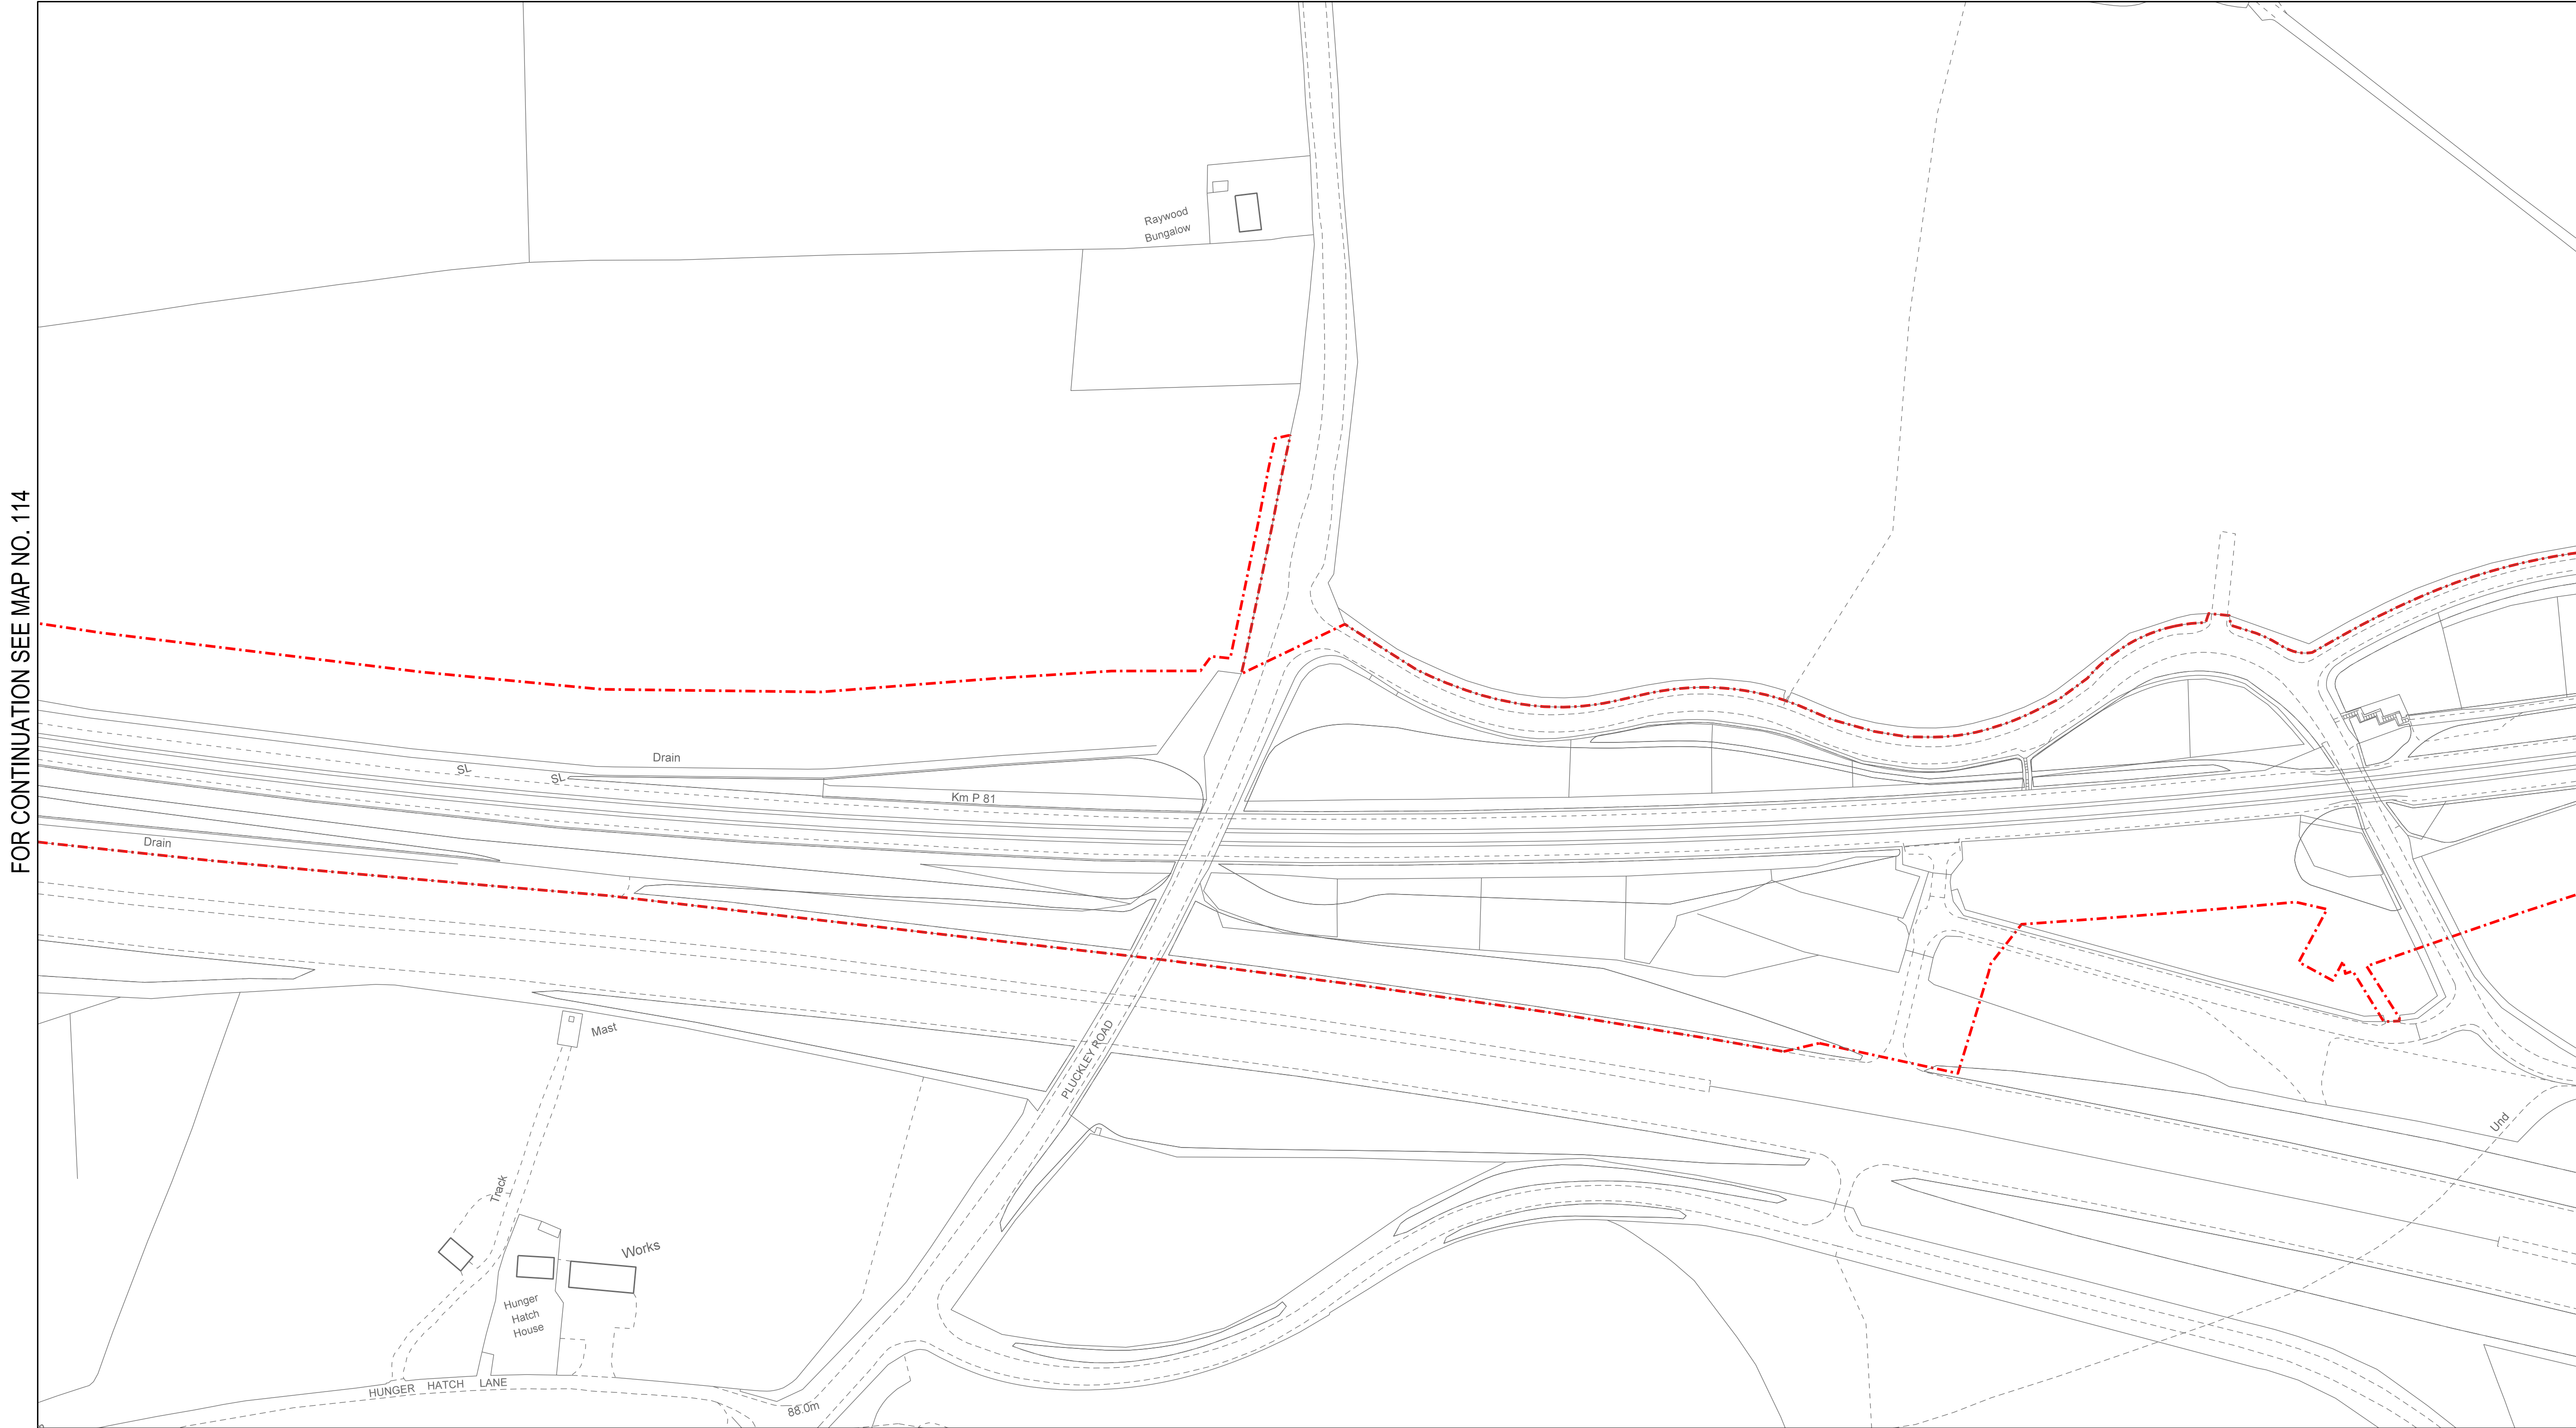 FOR CONTINUATION SEE MAP NO. 114
Raywood
Bungalow
Drain
SL
SL
Km P 81
Drain
Mast
PLUCKLEY ROAD
Und
Track
Works
Hunger
Hatch
House
HUNGER HATCH LANE
88.0m